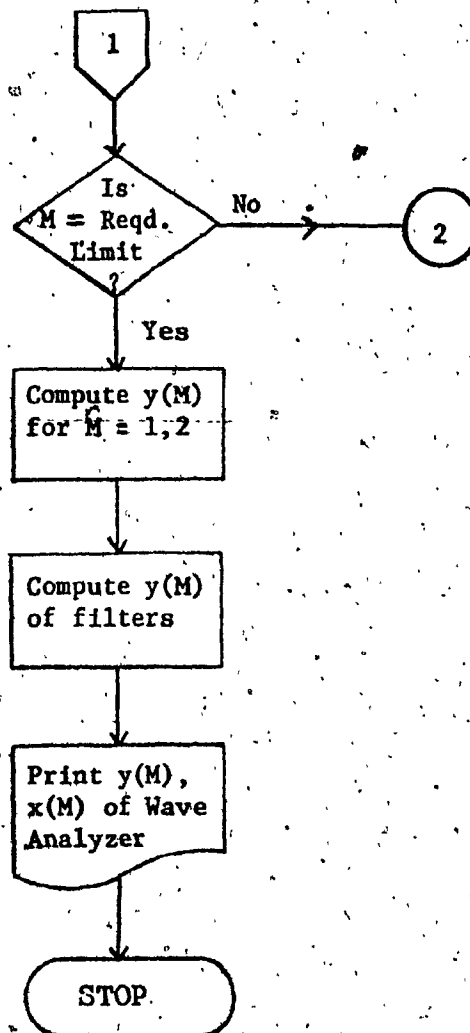 1
Is
M = Reqd.
Limit
?
No
2
Yes
Compute y(M)
for M = 1,2
Compute y(M)
of filters
Print y(M),
x(M) of Wave
Analyzer
STOP